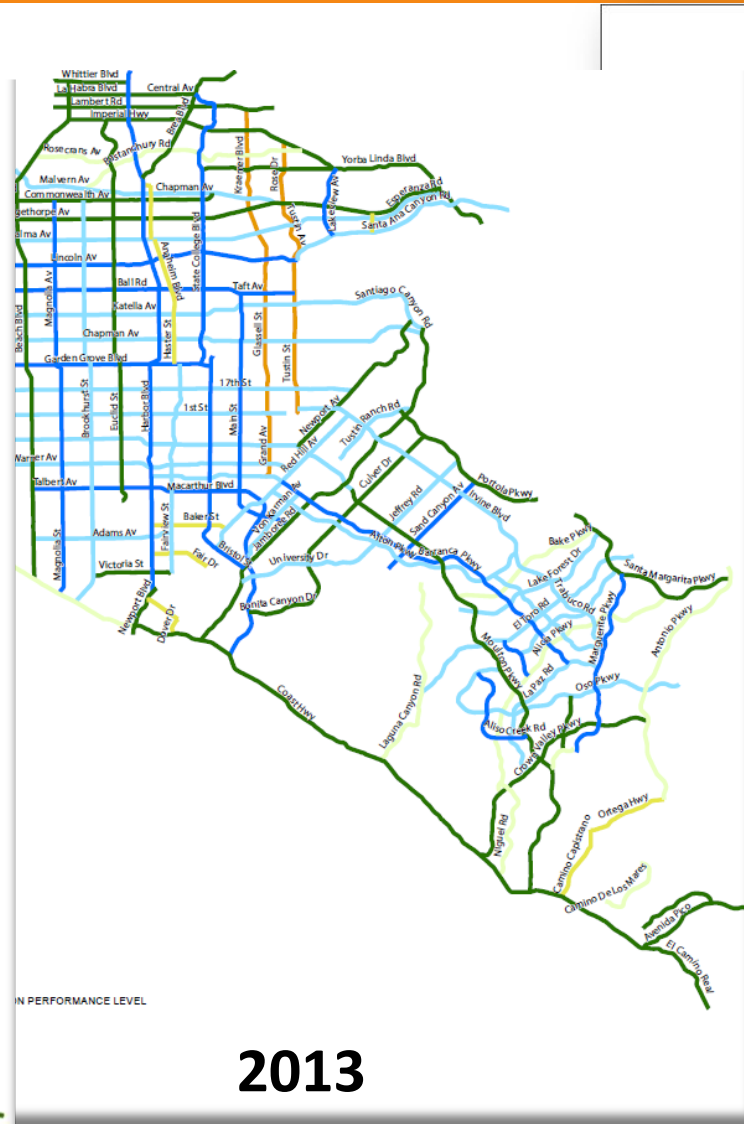 Whittier Blvd
La Habra Blvd
Central Av
Lambert Rd
Imperial Hwy
Brea Blvd
Rosecrans Av
Bastanchury Rd
Kraemer Blvd
Rose Dr
Yorba Linda Blvd
Malvern Av
Chapman Av
Commonwealth Av
Lakeview Av
Esperanza Rd
Santa Ana Canyon Rd
gethorpe Av
Tustin Av
alma Av
State College Blvd
Lincoln Av
Anaheim Blvd
Magnolia Av
Ball Rd
Taft Av
Santiago Canyon Rd
Katella Av
Beach Blvd
Chapman Av
Haster St
Glassell St
Tustin St
Garden Grove Blvd
17th St
Brookhurst St
Euclid St
Harbor Blvd
1st St
Main St
Newport Av
Tustin Ranch Rd
Grand Av
Red Hill Av
Warner Av
Culver Dr
Talbert Av
Macarthur Blvd
Portola Pkwy
Von Karman Av
Jeffrey Rd
Sand Canyon Av
Irvine Blvd
Baker St
Jamboree Rd
Fairview St
Adams Av
Magnolia St
Bristol St
Fair Dr
University Dr
Alton Pkwy
Barranca Pkwy
Bake Pkwy
Victoria St
Lake Forest Dr
Trabuco Rd
Santa Margarita Pkwy
Newport Blvd
Dover Dr
Bonita Canyon Dr
El Toro Rd
Alicia Pkwy
Marguerite Pkwy
Antonio Pkwy
Moulton Pkwy
La Paz Rd
Oso Pkwy
Coast Hwy
Laguna Canyon Rd
Aliso Creek Rd
Crown Valley Pkwy
Niguel Rd
Ortega Hwy
Camino Capistrano
Camino De Los Mares
Avenida Pico
El Camino Real
ON PERFORMANCE LEVEL
2013